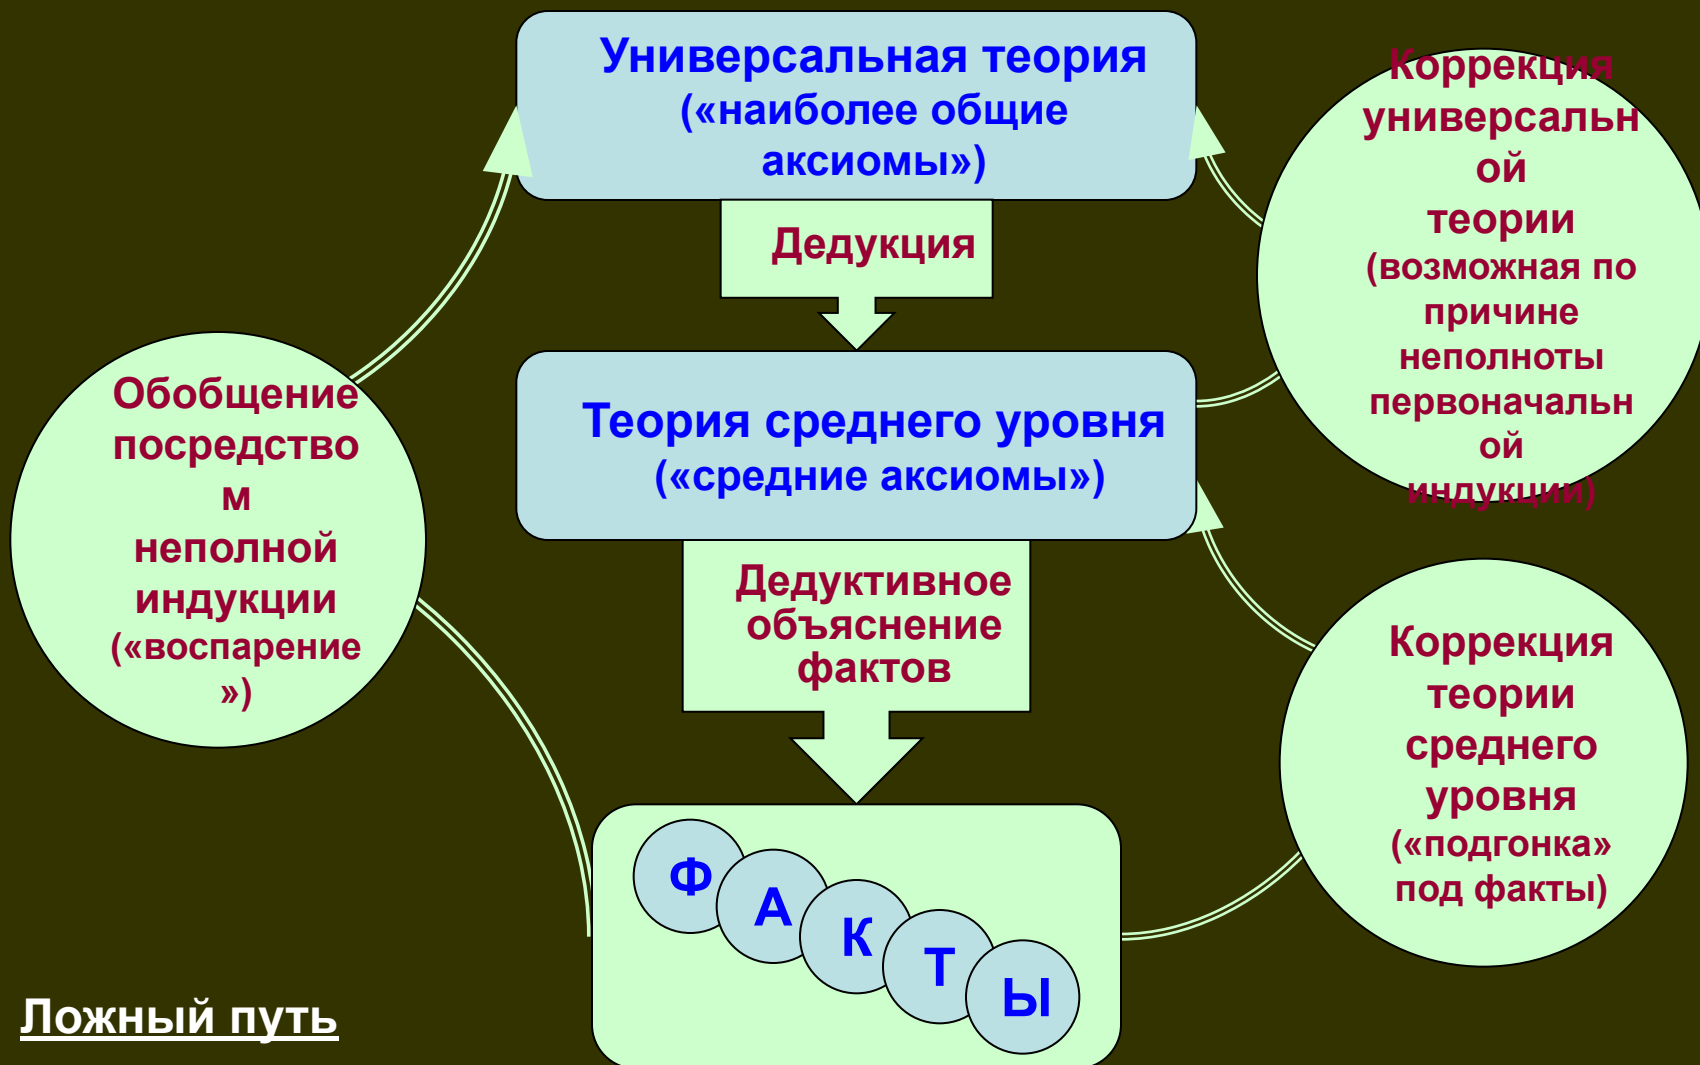 Универсальная теория
(«наиболее общие
аксиомы»)
Коррекция
универсальн
ой
теории
(возможная по
причине
неполноты
первоначальн
ой
индукции)
Дедукция
Обобщение
посредство
м
неполной
индукции
(«воспарение
»)
Теория среднего уровня
(«средние аксиомы»)
Дедуктивное
объяснение
фактов
Коррекция
теории
среднего
уровня
(«подгонка»
под факты)
Ф
А
К
Т
Ы
Ложный путь